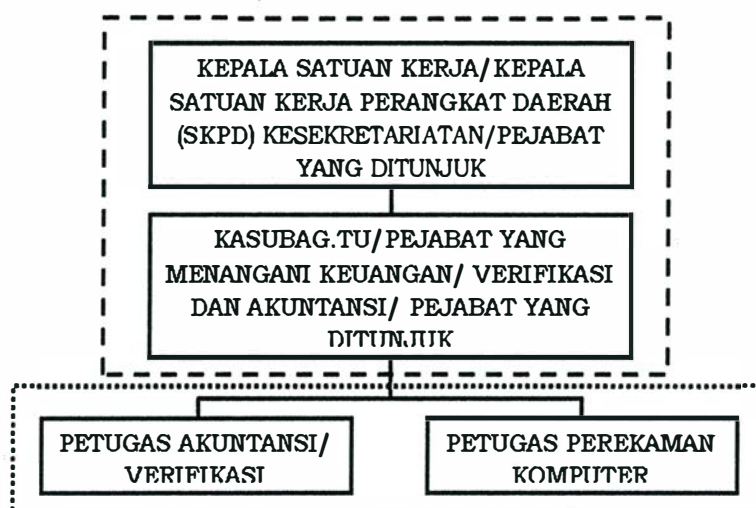 KEPALA SATUAN KERJA/KEPALA
SATUAN KERJA PERANGKAT DAERAH
(SKPD) KESEKRETARIATAN/PEJABAT
YANG DITUNJUK
KASUBAG.TU/PEJABAT YANG
MENANGANI KEUANGAN/ VERIFIKASI
DAN AKUNTANSI/ PEJABAT YANG
DITUNJUK
PETUGAS AKUNTANSI/
VERIFIKASI
PETUGAS PEREKAMAN
KOMPUTER